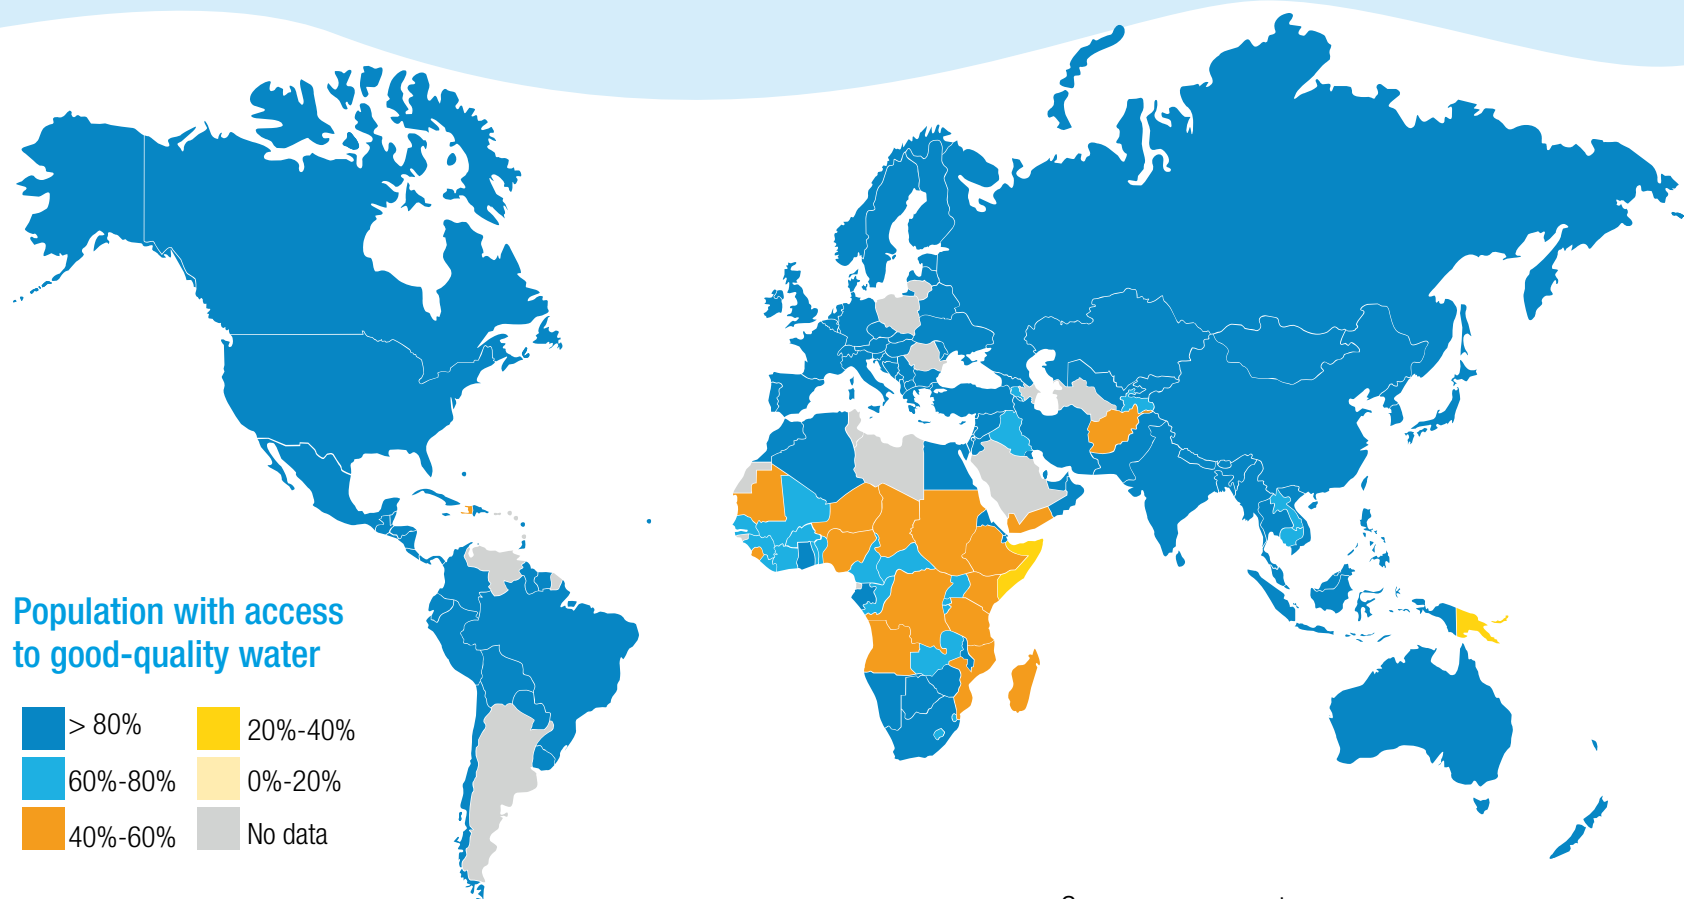 Population with access
to good-quality water
> 80%
60%-80%
40%-60%
20%-40%
0%-20%
No data